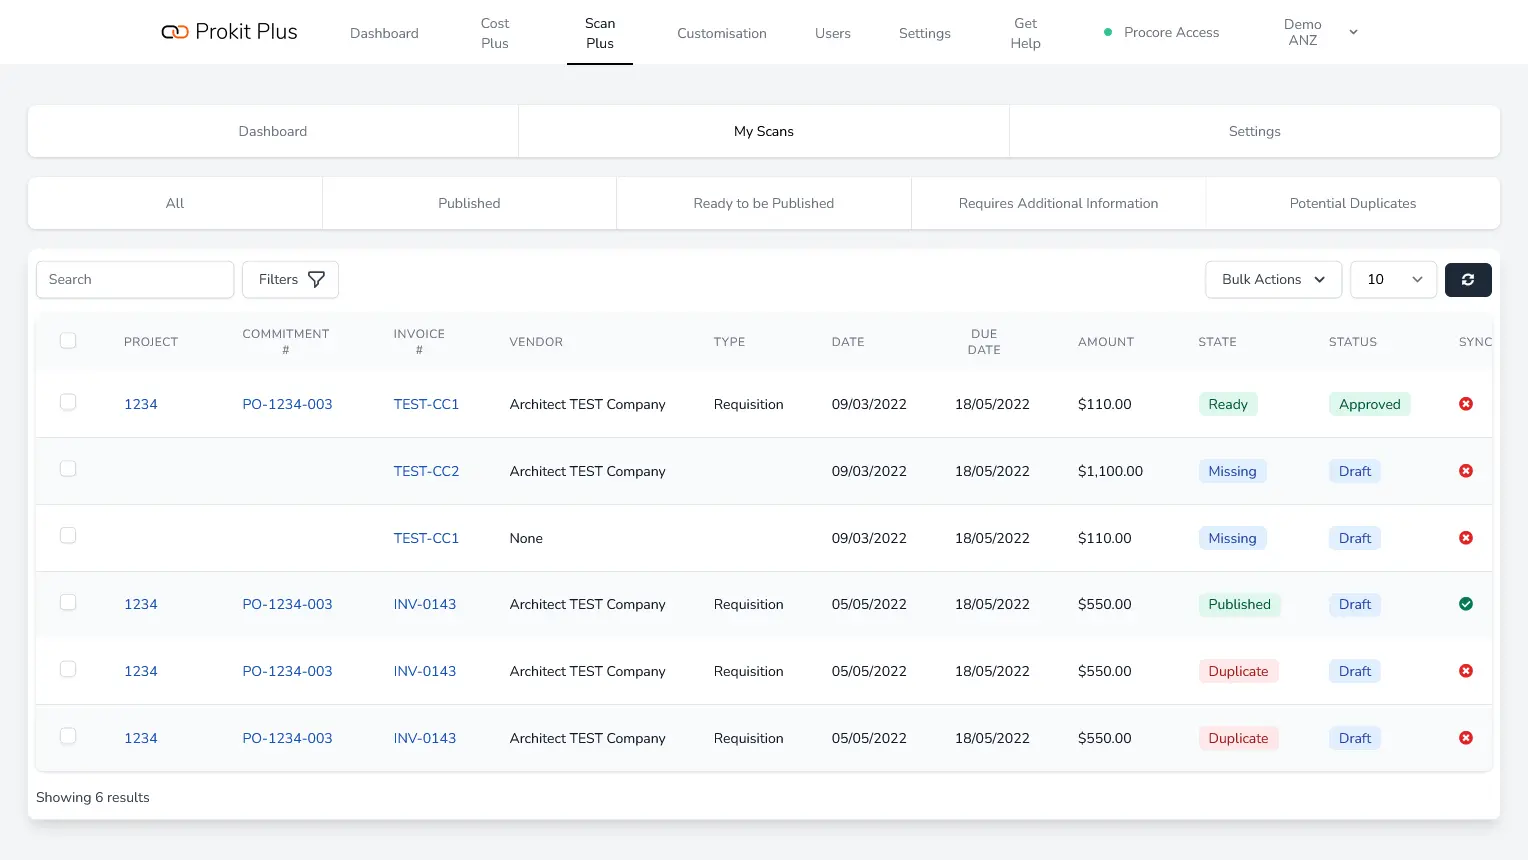 Prokit Plus Dashboard Cost Plus Scan Plus Customisation Users Settings Get Help Procore Access Demo ANZ
Dashboard My Scans Settings
All Published Ready to be Published Requires Additional Information Potential Duplicates
Search Filters Bulk Actions 10
PROJECT COMMITMENT # INVOICE # VENDOR TYPE DATE DUE DATE AMOUNT STATE STATUS SYNC
1234 PO-1234-003 TEST-CC1 Architect TEST Company Requisition 09/03/2022 18/05/2022 $110.00 Ready Approved
TEST-CC2 Architect TEST Company 09/03/2022 18/05/2022 $1,100.00 Missing Draft
TEST-CC1 None 09/03/2022 18/05/2022 $110.00 Missing Draft
1234 PO-1234-003 INV-0143 Architect TEST Company Requisition 05/05/2022 18/05/2022 $550.00 Published Draft
1234 PO-1234-003 INV-0143 Architect TEST Company Requisition 05/05/2022 18/05/2022 $550.00 Duplicate Draft
1234 PO-1234-003 INV-0143 Architect TEST Company Requisition 05/05/2022 18/05/2022 $550.00 Duplicate Draft
Showing 6 results